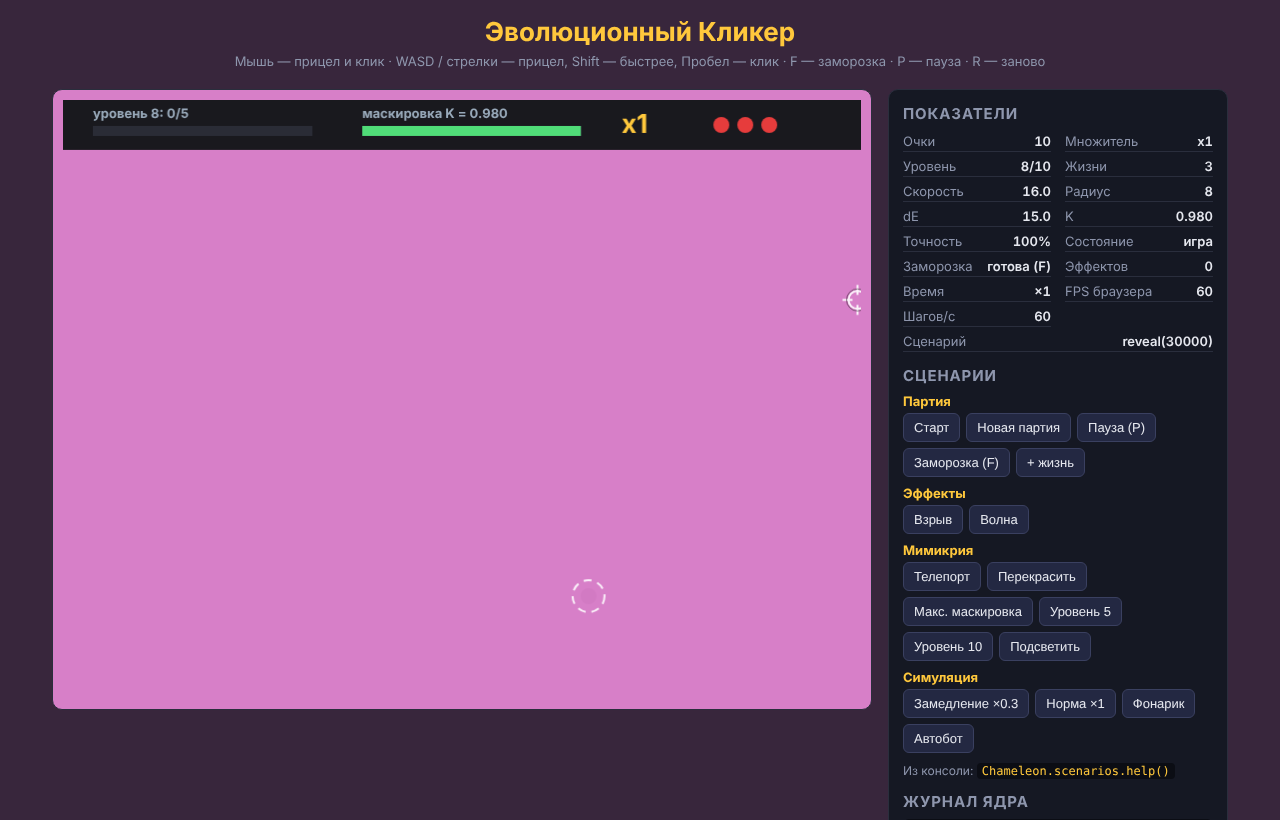 Эволюционный Кликер
Мышь — прицел и клик · WASD / стрелки — прицел, Shift — быстрее, Пробел — клик · F — заморозка · P — пауза · R — заново
уровень 8: 0/5
маскировка K = 0.980
x1
ПОКАЗАТЕЛИ
Очки 10 Множитель x1
Уровень 8/10 Жизни 3
Скорость 16.0 Радиус 8
dE 15.0 K 0.980
Точность 100% Состояние игра
Заморозка готова (F) Эффектов 0
Время ×1 FPS браузера 60
Шагов/с 60
Сценарий reveal(30000)
СЦЕНАРИИ
Партия
Старт Новая партия Пауза (P)
Заморозка (F) + жизнь
Эффекты
Взрыв Волна
Мимикрия
Телепорт Перекрасить
Макс. маскировка Уровень 5
Уровень 10 Подсветить
Симуляция
Замедление ×0.3 Норма ×1 Фонарик
Автобот
Из консоли: Chameleon.scenarios.help()
ЖУРНАЛ ЯДРА